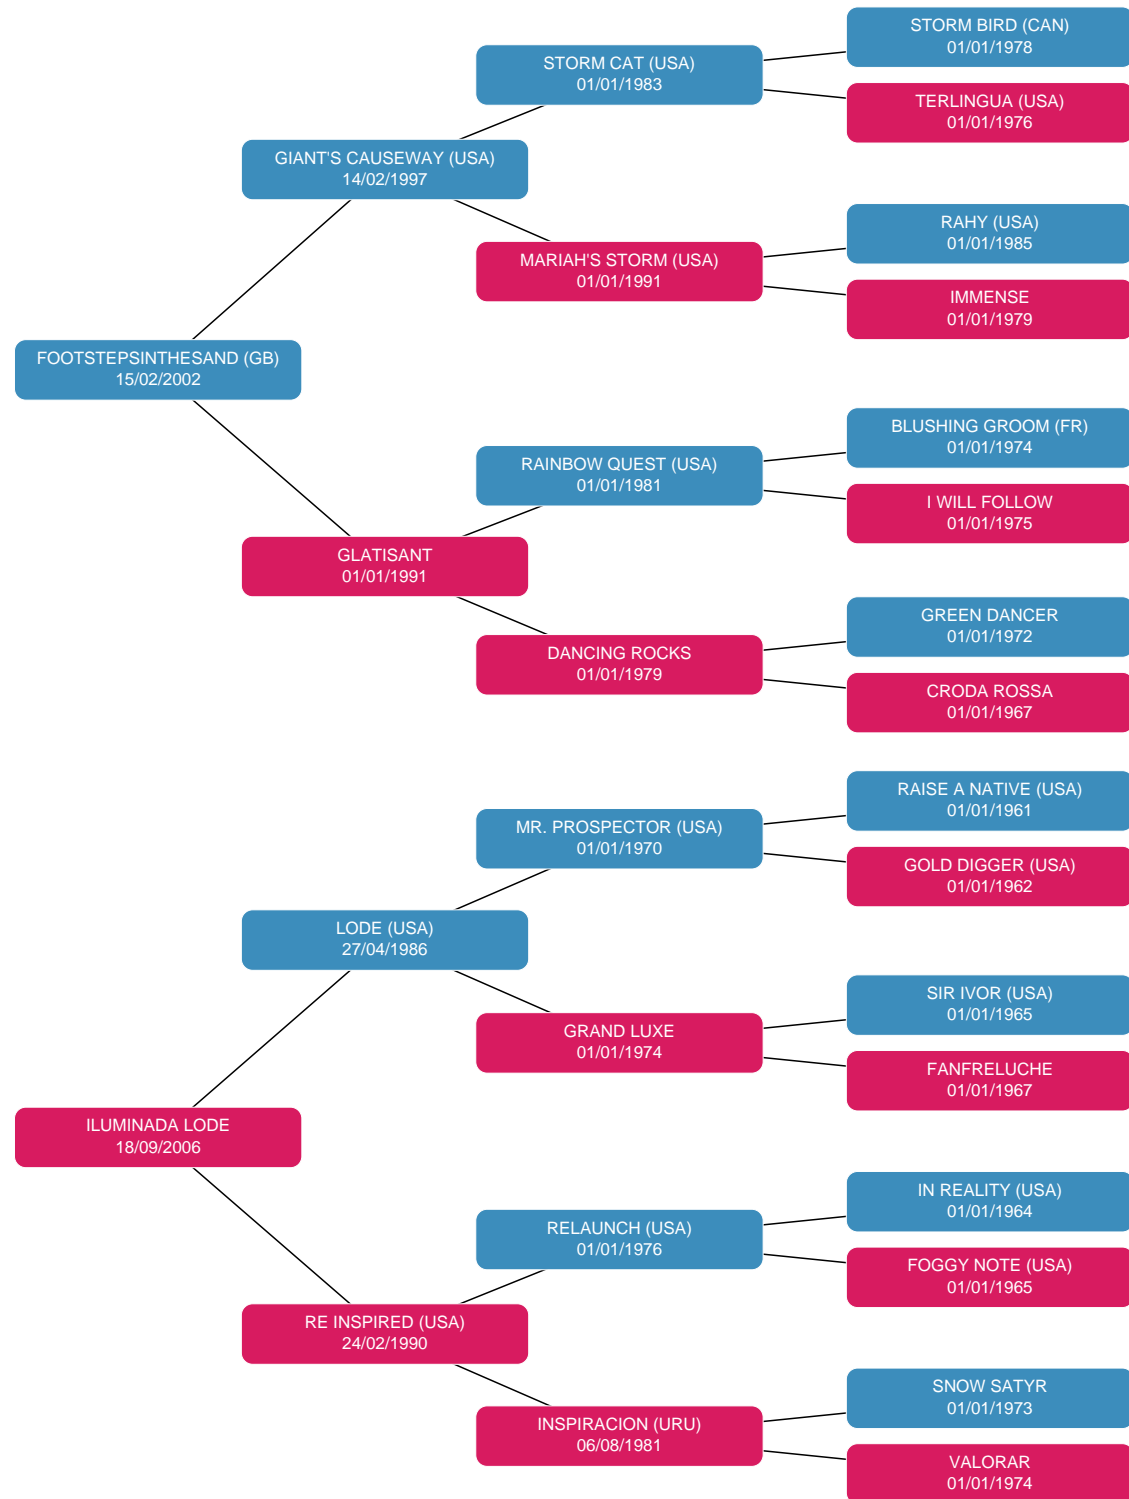 STORM BIRD (CAN)
01/01/1978
STORM CAT (USA)
01/01/1983
TERLINGUA (USA)
01/01/1976
GIANT'S CAUSEWAY (USA)
14/02/1997
RAHY (USA)
01/01/1985
MARIAH'S STORM (USA)
01/01/1991
IMMENSE
01/01/1979
FOOTSTEPSINTHESAND (GB)
15/02/2002
BLUSHING GROOM (FR)
01/01/1974
RAINBOW QUEST (USA)
01/01/1981
I WILL FOLLOW
01/01/1975
GLATISANT
01/01/1991
GREEN DANCER
01/01/1972
DANCING ROCKS
01/01/1979
CRODA ROSSA
01/01/1967
RAISE A NATIVE (USA)
01/01/1961
MR. PROSPECTOR (USA)
01/01/1970
GOLD DIGGER (USA)
01/01/1962
LODE (USA)
27/04/1986
SIR IVOR (USA)
01/01/1965
GRAND LUXE
01/01/1974
FANFRELUCHE
01/01/1967
ILUMINADA LODE
18/09/2006
IN REALITY (USA)
01/01/1964
RELAUNCH (USA)
01/01/1976
FOGGY NOTE (USA)
01/01/1965
RE INSPIRED (USA)
24/02/1990
SNOW SATYR
01/01/1973
INSPIRACION (URU)
06/08/1981
VALORAR
01/01/1974